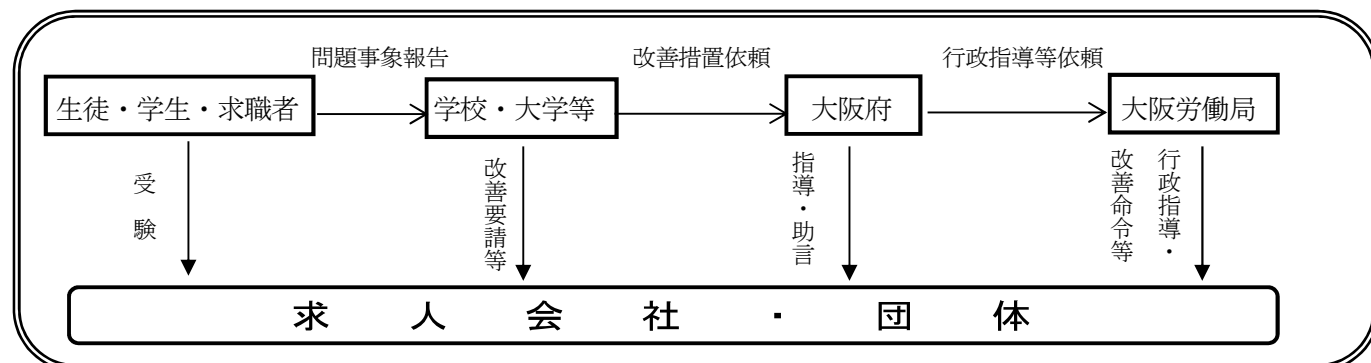 問題事象報告 改善措置依頼 行政指導等依頼
生徒・学生・求職者 学校・大学等 大阪府 大阪労働局
受験
改善要請等
指導・助言
行政指導・
改善命令等
求人会社・団体